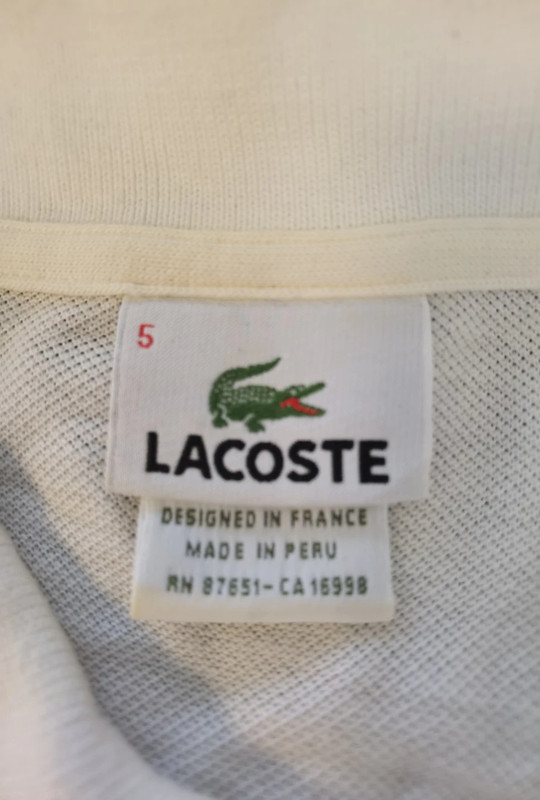 5
LACOSTE
DESIGNED IN FRANCE
MADE IN PERU
RN 87651-CA 16998